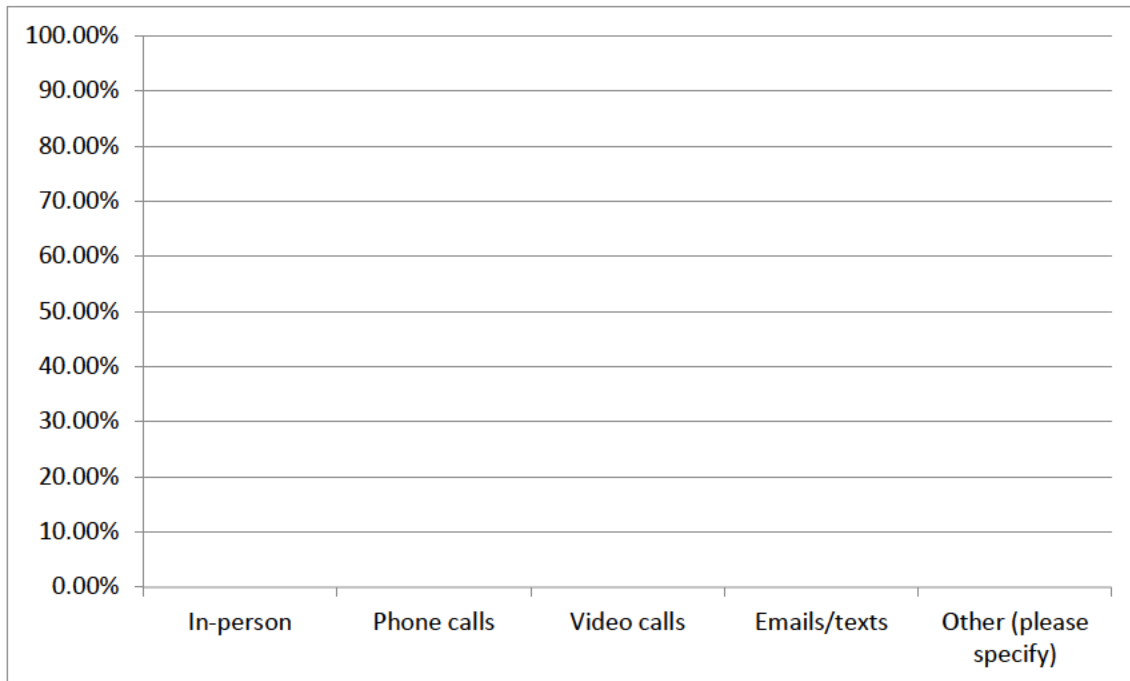 100.00%
90.00%
80.00%
70.00%
60.00%
50.00%
40.00%
30.00%
20.00%
10.00%
0.00%
In-person
Phone calls
Video calls
Emails/texts
Other (please
specify)